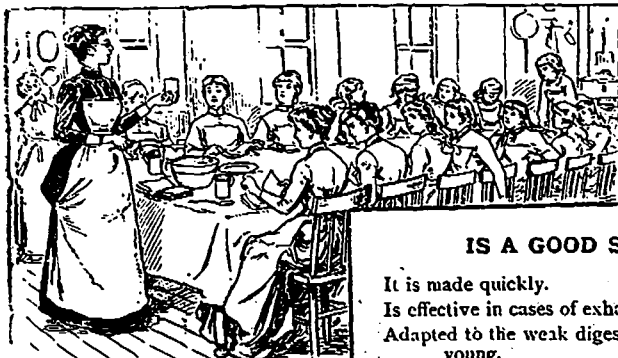 IS A GOOD S
It is made quickly.
Is effective in cases of exha
Adapted to the weak diges
young.